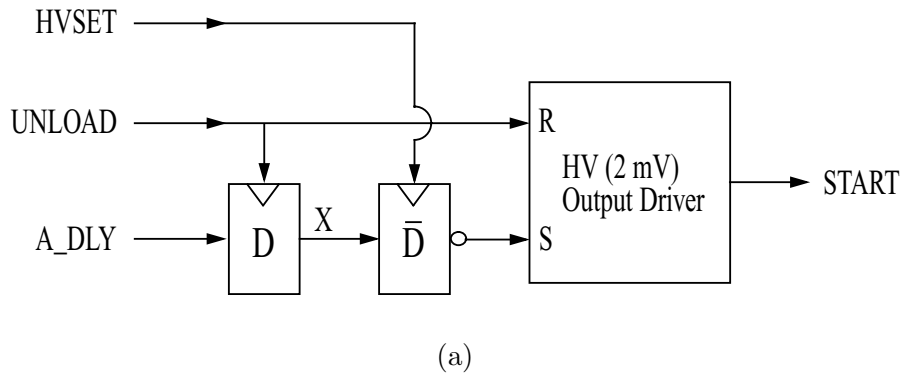 HVSET
UNLOAD
R
HV (2 mV)
Output Driver
START
A_DLY
D
X
D̅
S
(a)